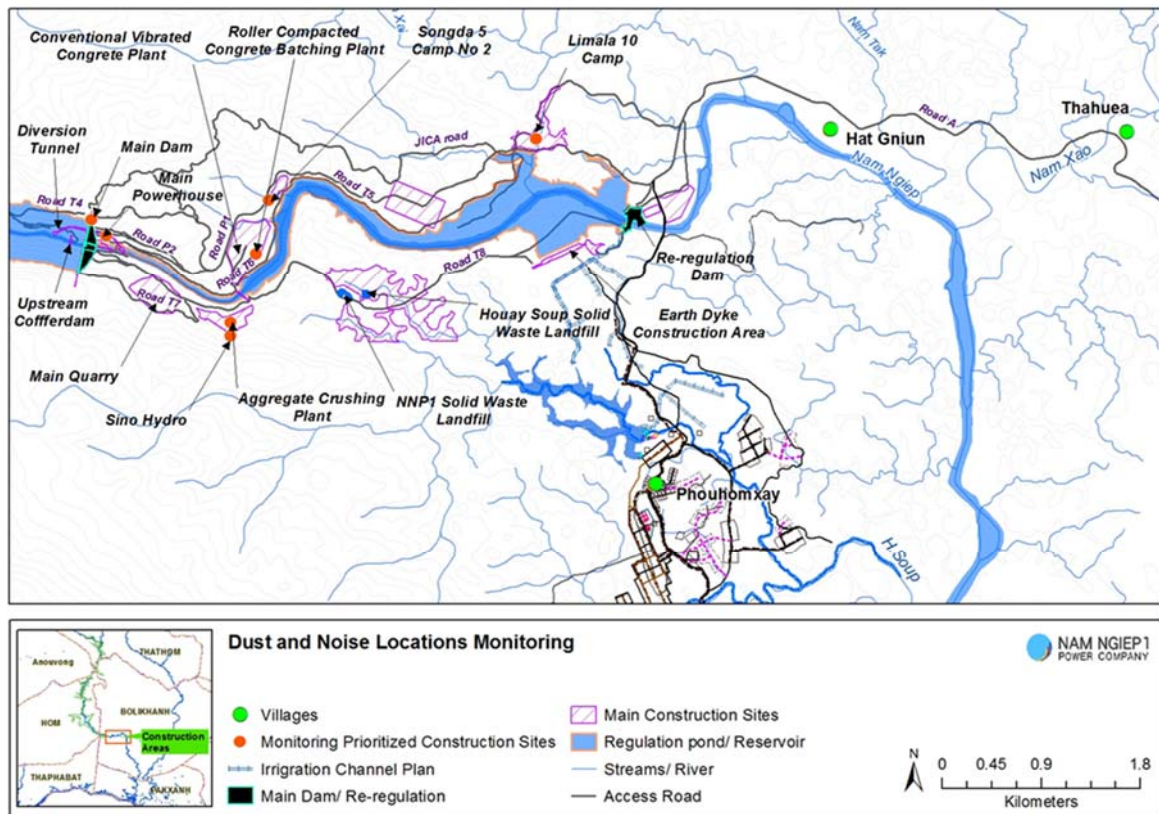 Conventional Vibrated
Concrete Plant
Roller Compacted
Concrete Batching Plant
Songda 5
Camp No 2
Limala 10
Camp
Nam Tak
Road A
Thahuea
Hat Gniun
Nam Xao
Nam Ngiep
Diversion
Tunnel
Main Dam
Main
Powerhouse
JICA road
Road T5
Road T4
Road P2
Road P1
Road T6
Road T7
Road T8
Upstream
Coffferdam
Re-regulation
Dam
Houay Soup Solid
Waste Landfill
Earth Dyke
Construction Area
Main Quarry
Sino Hydro
Aggregate Crushing
Plant
NNP1 Solid Waste
Landfill
Phouhomxay
H.Soup
Dust and Noise Locations Monitoring
NAM NGIEP 1
POWER COMPANY
Anouvong
THATHOM
HOM
BOLIKHANH
Construction
Areas
THAPHABAT
PAKXANH
Villages
Monitoring Prioritized Construction Sites
Irrigration Channel Plan
Main Dam/ Re-regulation
Main Construction Sites
Regulation pond/ Reservoir
Streams/ River
Access Road
N
0 0.45 0.9 1.8
Kilometers